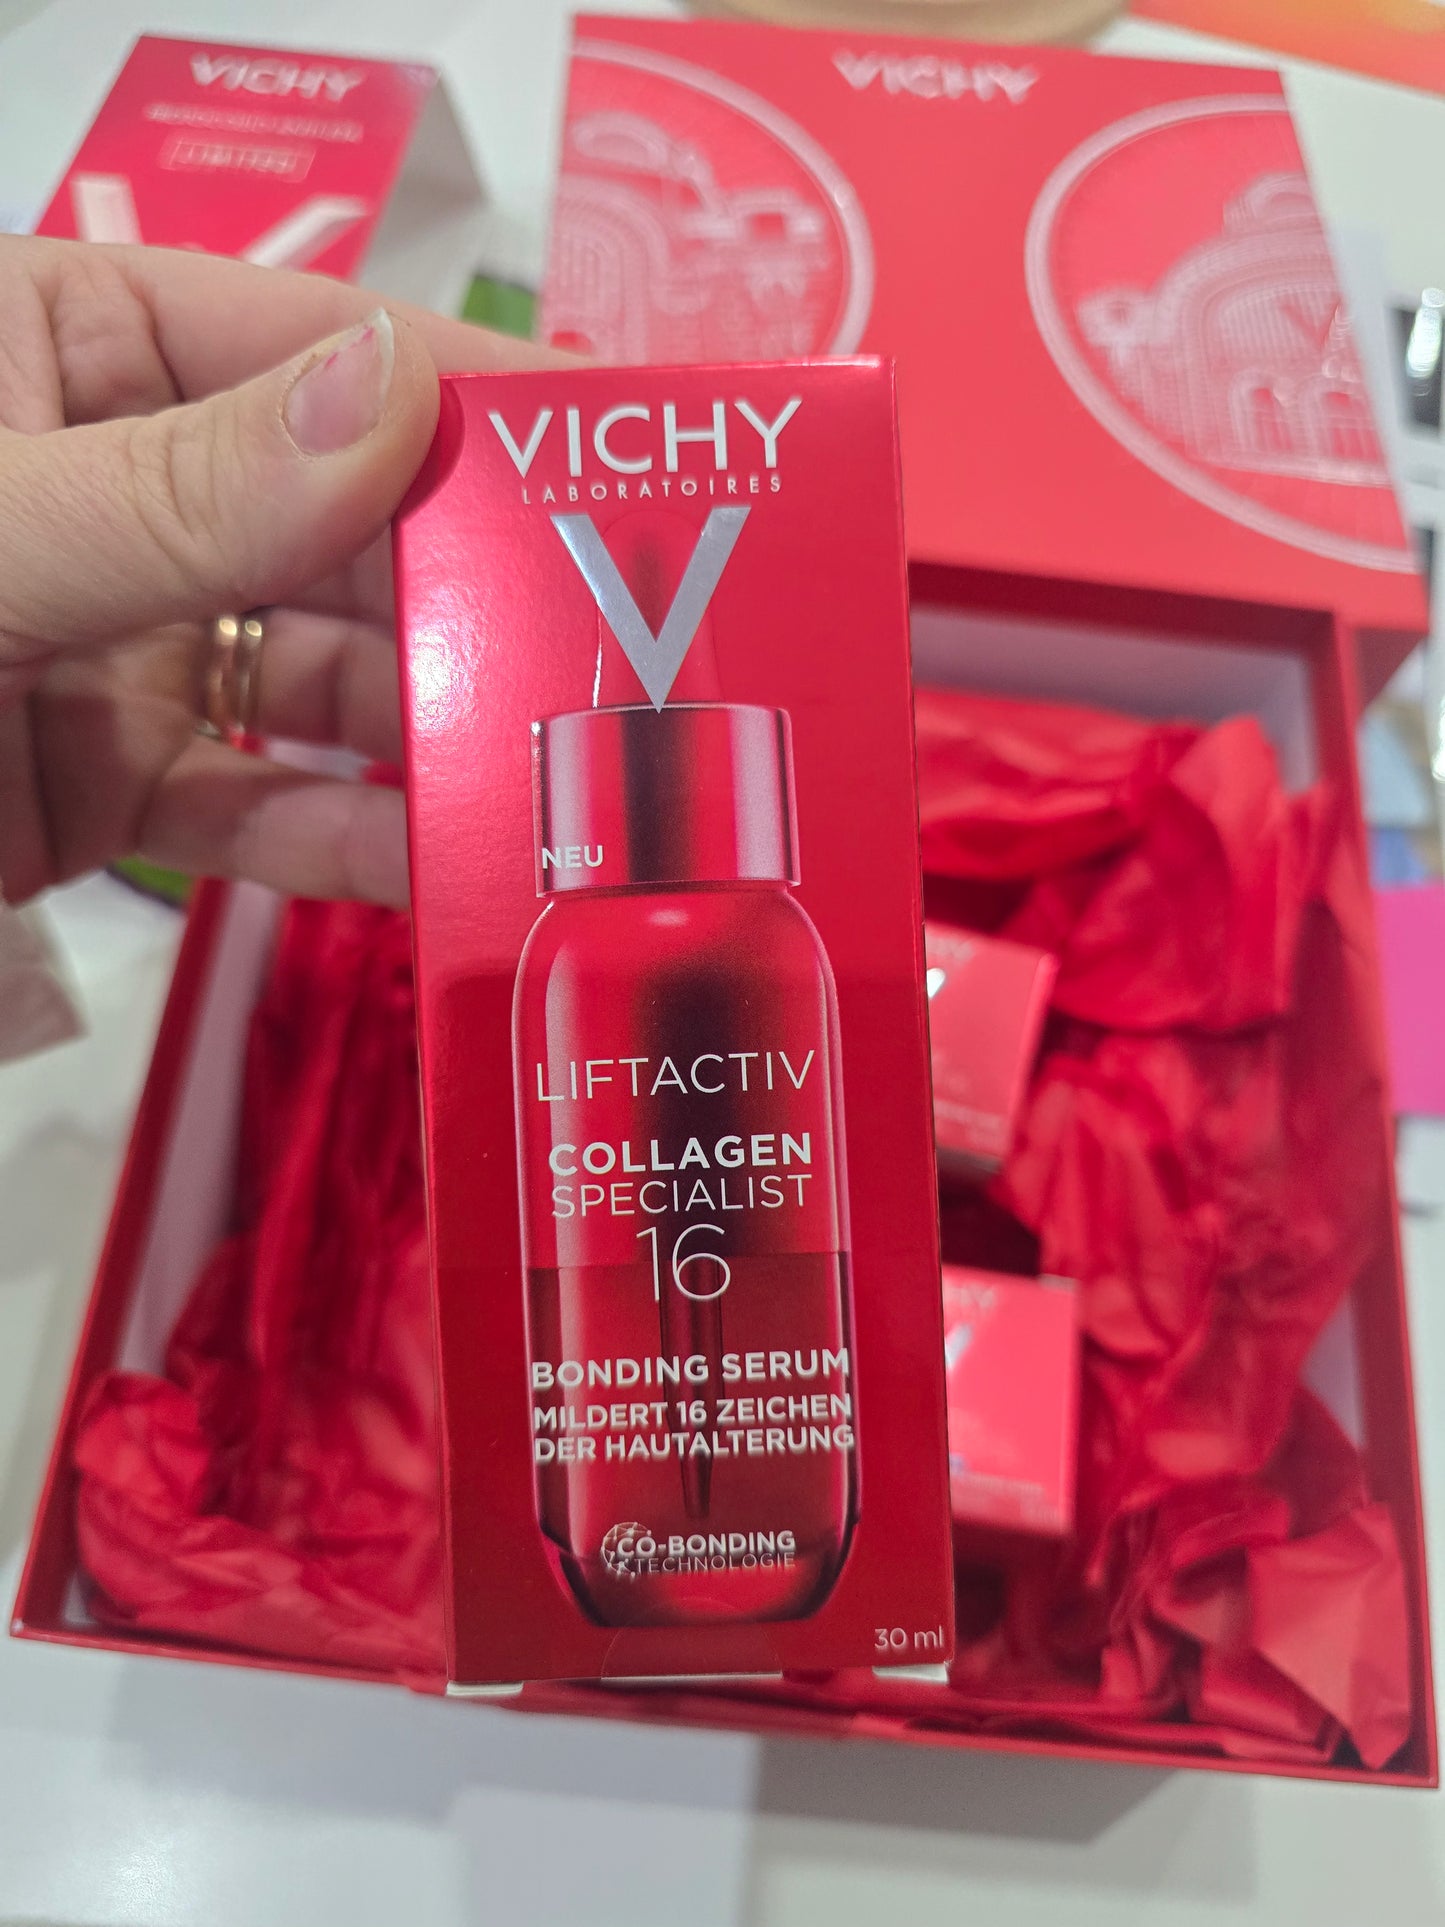 VICHY
LIMITED
VICHY
VICHY
LABORATOIRES
NEU
LIFTACTIV
COLLAGEN
SPECIALIST
16
BONDING SERUM
MILDERT 16 ZEICHEN
DER HAUTALTERUNG
CO-BONDING
TECHNOLOGIE
30 ml